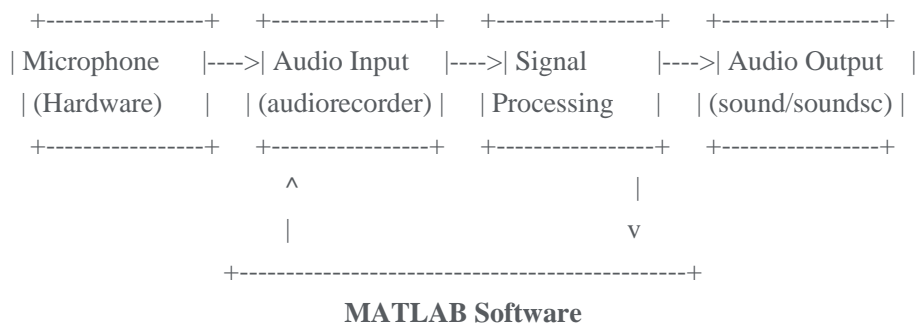 +-----------------+ +-----------------+ +-----------------+ +-----------------+
| Microphone |---->| Audio Input |---->| Signal |---->| Audio Output |
| (Hardware) | | (audiorecorder) | | Processing | | (sound/soundsc) |
+-----------------+ +-----------------+ +-----------------+ +-----------------+
^ |
| v
+-----------------------------------------------+
MATLAB Software